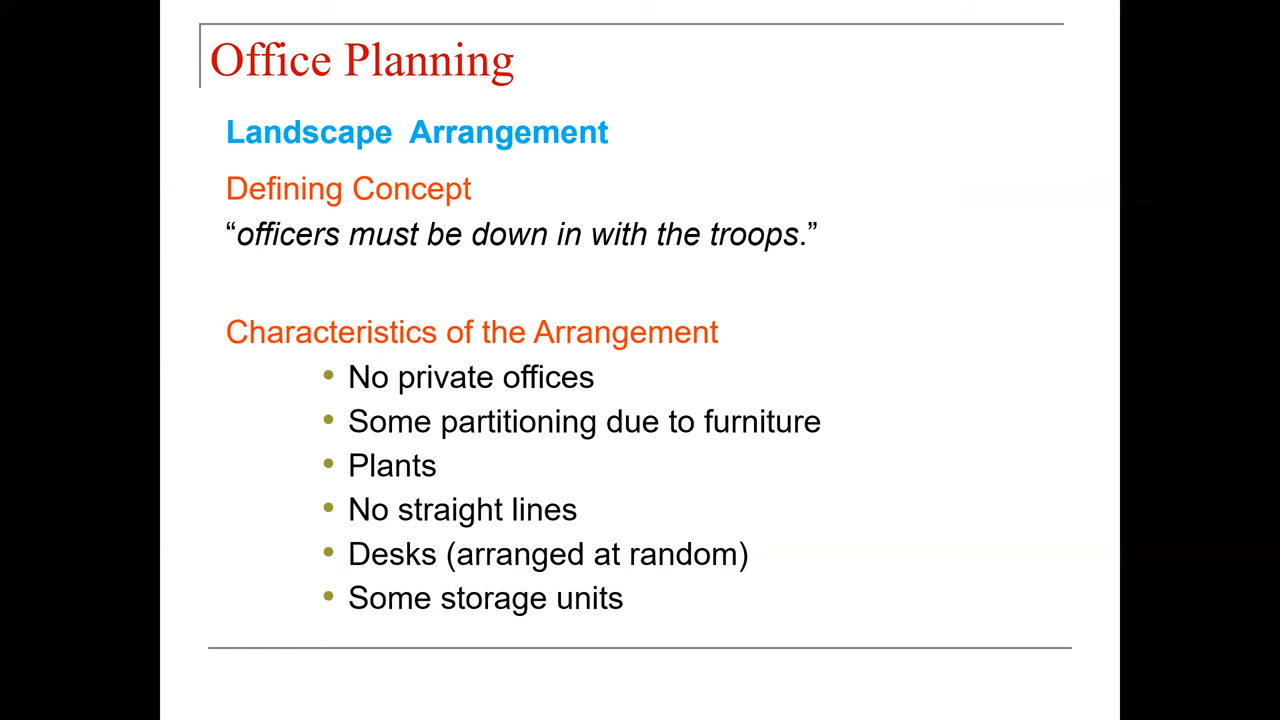 Office Planning
Landscape Arrangement
Defining Concept
“officers must be down in with the troops.”
Characteristics of the Arrangement
• No private offices
• Some partitioning due to furniture
• Plants
• No straight lines
• Desks (arranged at random)
• Some storage units